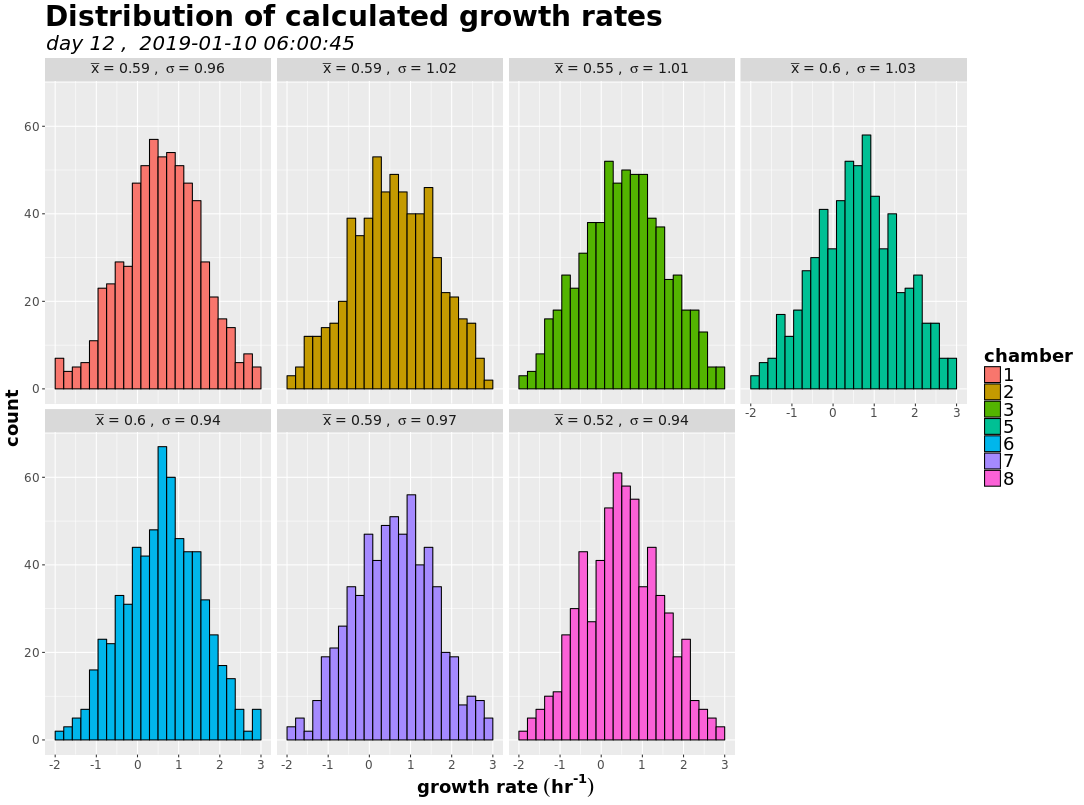 Distribution of calculated growth rates
day 12 ,  2019-01-10 06:00:45
x̅ = 0.59 ,  σ = 0.96
x̅ = 0.59 ,  σ = 1.02
x̅ = 0.55 ,  σ = 1.01
x̅ = 0.6 ,  σ = 1.03
60
40
20
0
-2 -1 0 1 2 3
x̅ = 0.6 ,  σ = 0.94
x̅ = 0.59 ,  σ = 0.97
x̅ = 0.52 ,  σ = 0.94
60
40
20
0
-2 -1 0 1 2 3
-2 -1 0 1 2 3
-2 -1 0 1 2 3
count
growth rate (hr⁻¹)
chamber
1
2
3
5
6
7
8